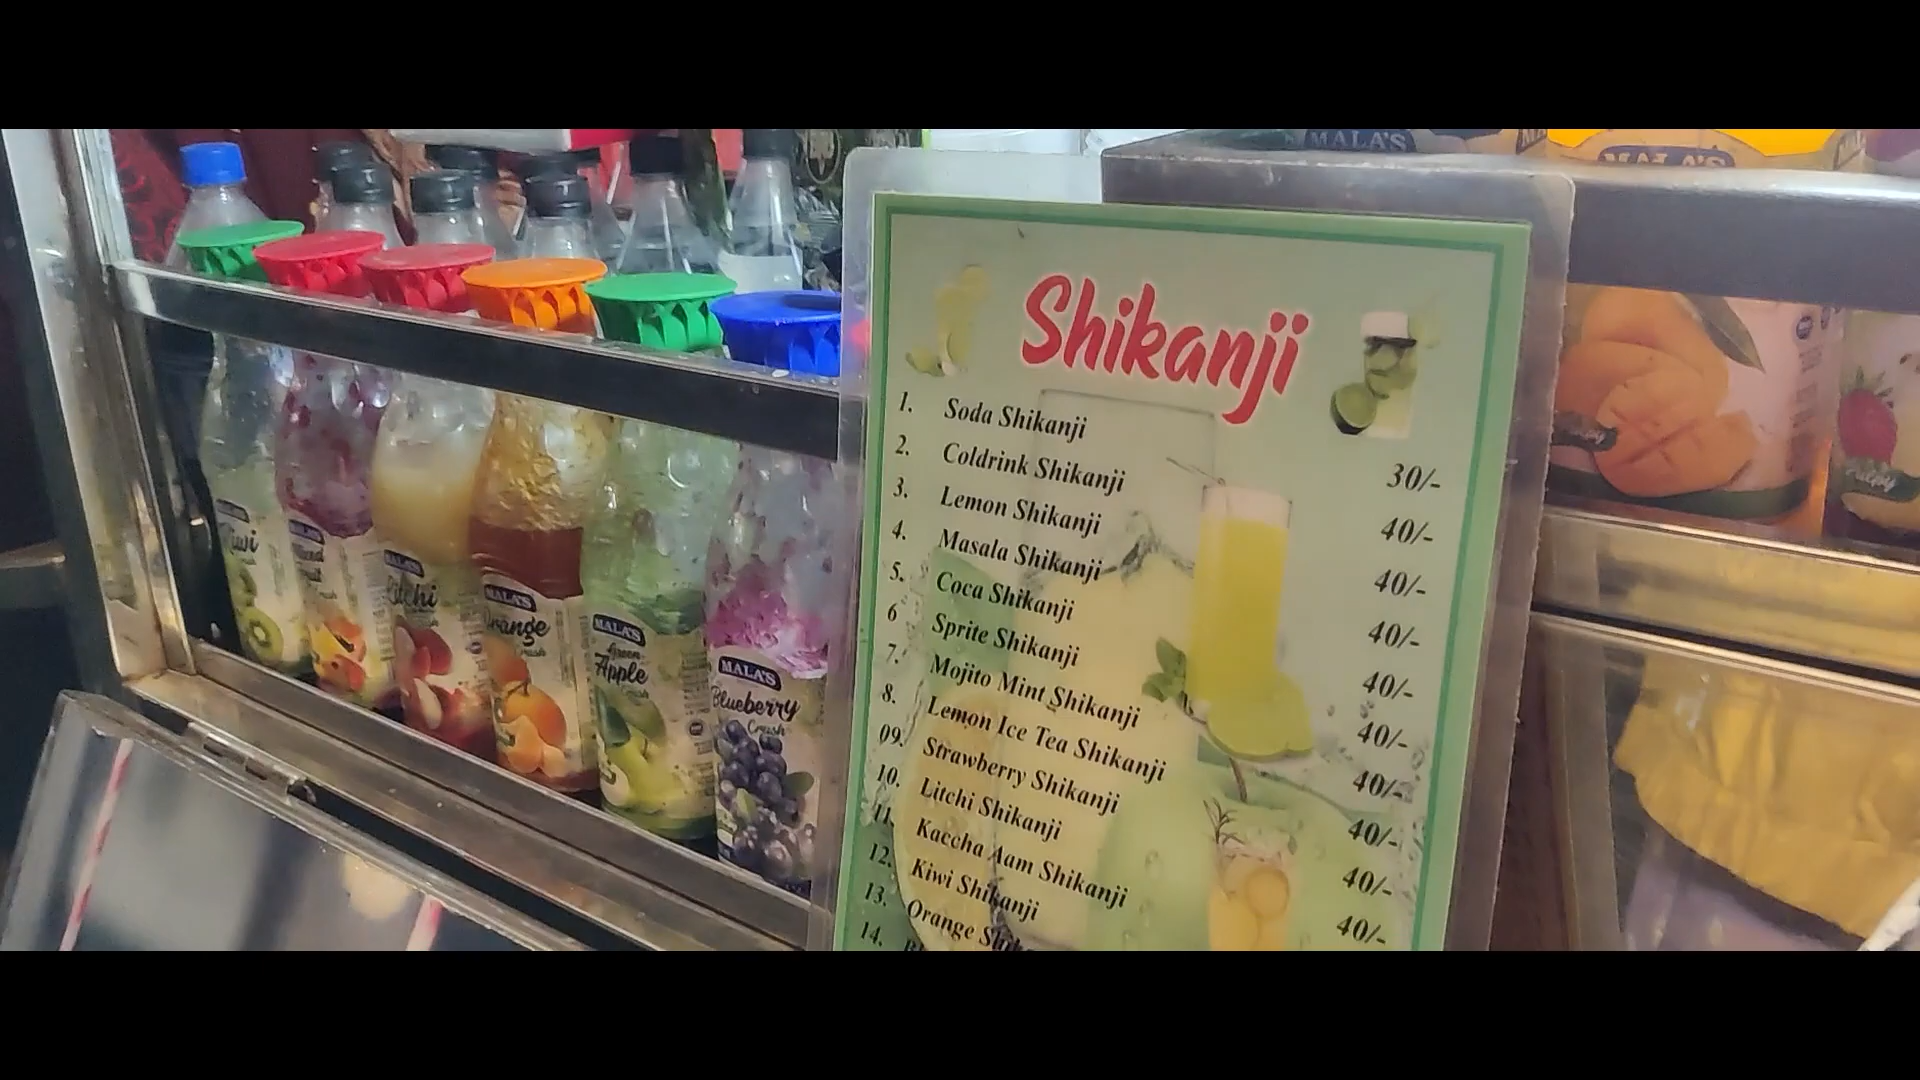 MALA'S
MALA'S
Shikanji
1. Soda Shikanji 30/-
2. Coldrink Shikanji 40/-
3. Lemon Shikanji 40/-
4. Masala Shikanji 40/-
5. Coca Shikanji 40/-
6 Sprite Shikanji 40/-
7. Mojito Mint Shikanji 40/-
8. Lemon Ice Tea Shikanji 40/-
09. Strawberry Shikanji 40/-
10. Litchi Shikanji 40/-
11. Kaccha Aam Shikanji
12. Kiwi Shikanji
13. Orange
14.
Kiwi
MALA'S
Litchi
MALA'S
Orange
Crush
MALA'S
Green
Apple
Crush
MALA'S
Blueberry
Crush